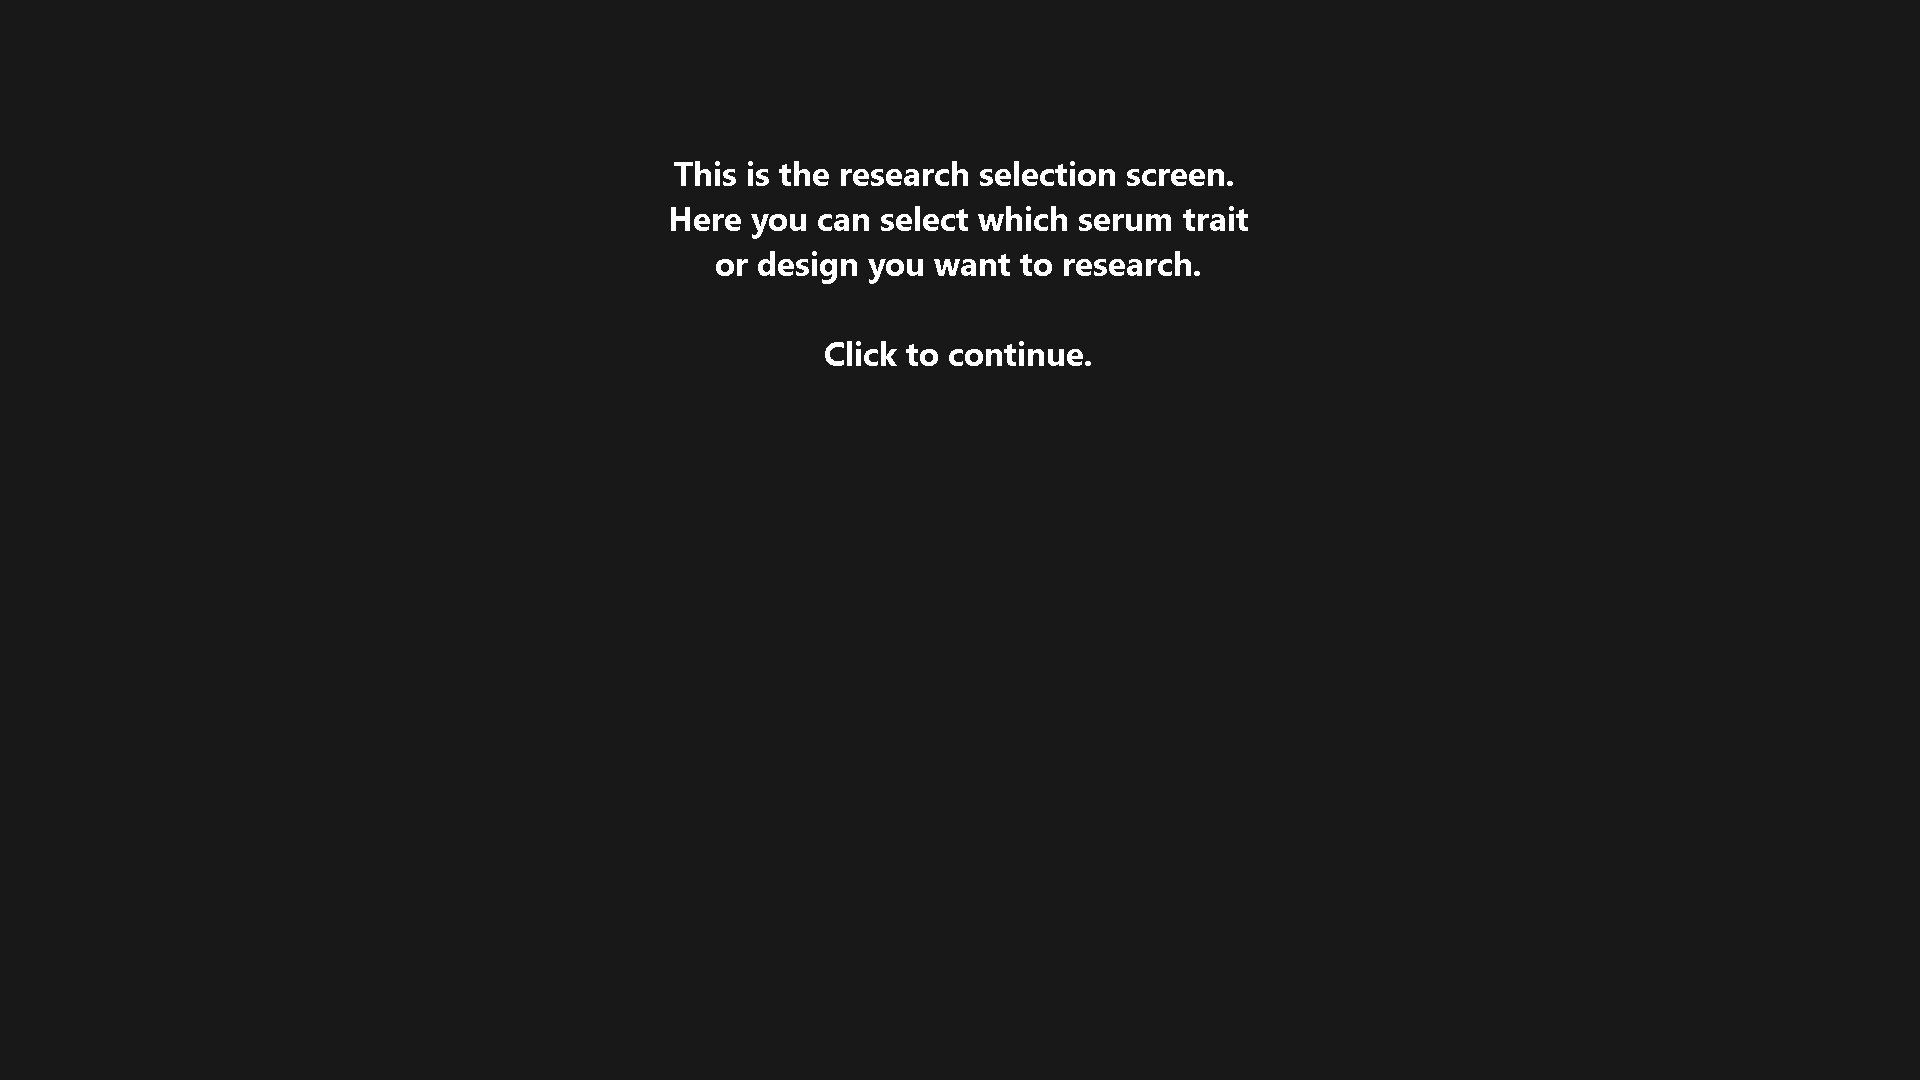 This is the research selection screen.
Here you can select which serum trait
or design you want to research.
Click to continue.